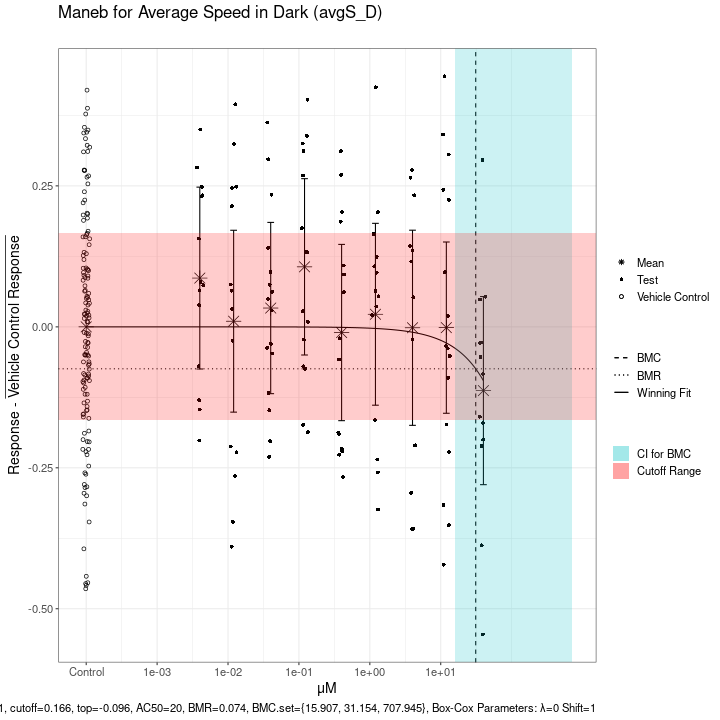 Maneb for Average Speed in Dark (avgS_D)
Response - Vehicle Control Response
0.25
0.00
-0.25
-0.50
Control
1e-03
1e-02
1e-01
1e+00
1e+01
μM
Mean
Test
Vehicle Control
BMC
BMR
Winning Fit
CI for BMC
Cutoff Range
1, cutoff=0.166, top=-0.096, AC50=20, BMR=0.074, BMC.set={15.907, 31.154, 707.945}, Box-Cox Parameters: λ=0 Shift=1